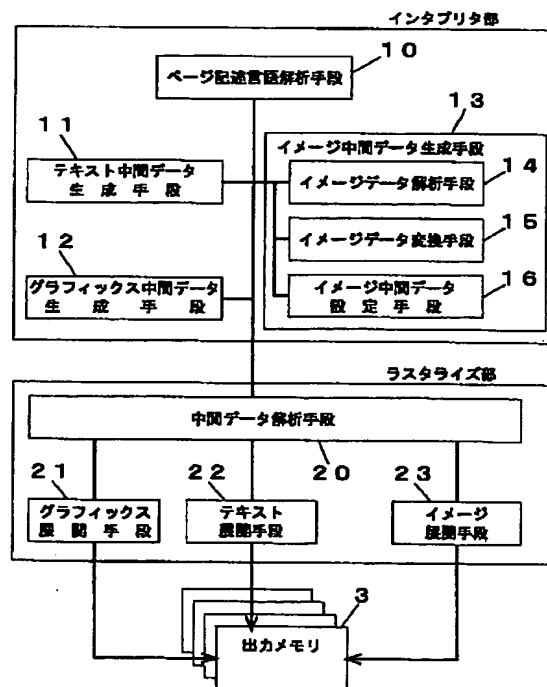 インタプリタ部
10
ページ記述言語解析手段
13
11
イメージ中間データ生成手段
14
テキスト中間データ
生成手段
イメージデータ解析手段
15
イメージデータ変換手段
12
16
グラフィックス中間データ
生成手段
イメージ中間データ
設定手段
ラスタライズ部
中間データ解析手段
20
21
22
23
グラフィックス
展開手段
テキスト
展開手段
イメージ
展開手段
3
出力メモリ